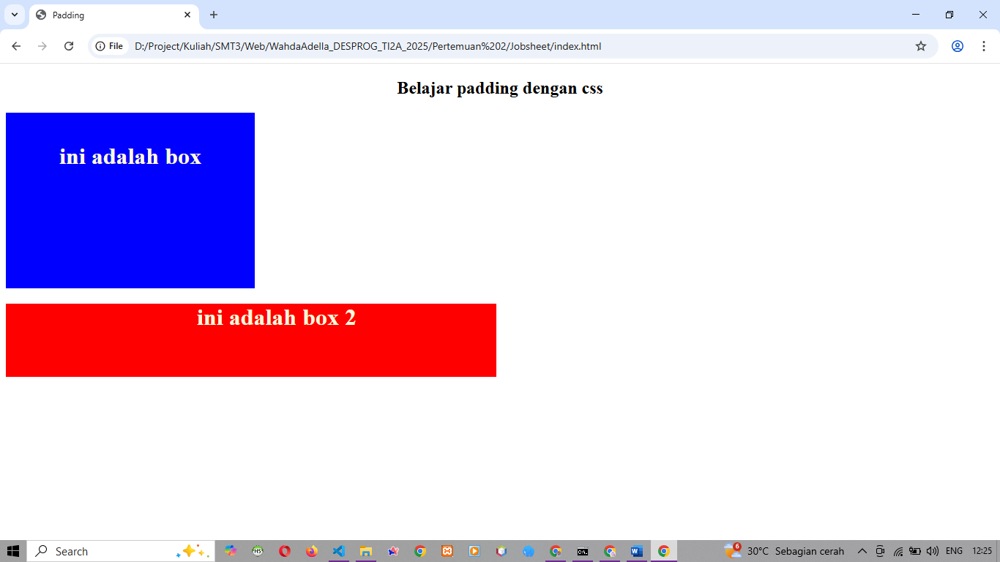 Padding
File
D:/Project/Kuliah/SMT3/Web/WahdaAdella_DESPROG_TI2A_2025/Pertemuan%202/Jobsheet/index.html
Belajar padding dengan css
ini adalah box
ini adalah box 2
Search
HS
6
30°C Sebagian cerah
ENG
12:25